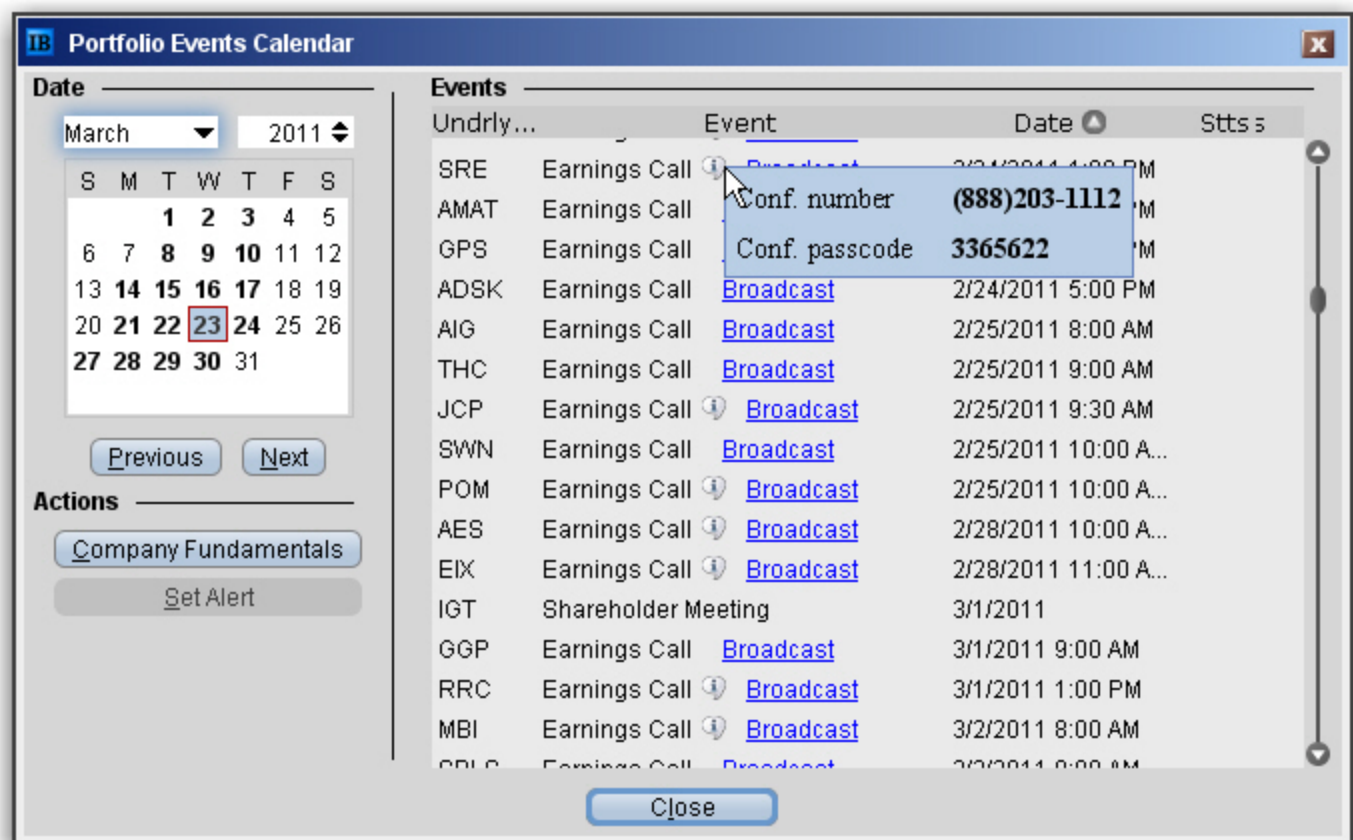 IB Portfolio Events Calendar
Date
March 2011
S M T W T F S
1 2 3 4 5
6 7 8 9 10 11 12
13 14 15 16 17 18 19
20 21 22 23 24 25 26
27 28 29 30 31
Previous Next
Actions
Company Fundamentals
Set Alert
Events
Undrly... Event Date Stts s
SRE Earnings Call
AMAT Earnings Call
GPS Earnings Call
Conf. number (888)203-1112
Conf. passcode 3365622
ADSK Earnings Call Broadcast 2/24/2011 5:00 PM
AIG Earnings Call Broadcast 2/25/2011 8:00 AM
THC Earnings Call Broadcast 2/25/2011 9:00 AM
JCP Earnings Call Broadcast 2/25/2011 9:30 AM
SWN Earnings Call Broadcast 2/25/2011 10:00 A...
POM Earnings Call Broadcast 2/25/2011 10:00 A...
AES Earnings Call Broadcast 2/28/2011 10:00 A...
EIX Earnings Call Broadcast 2/28/2011 11:00 A...
IGT Shareholder Meeting 3/1/2011
GGP Earnings Call Broadcast 3/1/2011 9:00 AM
RRC Earnings Call Broadcast 3/1/2011 1:00 PM
MBI Earnings Call Broadcast 3/2/2011 8:00 AM
Close